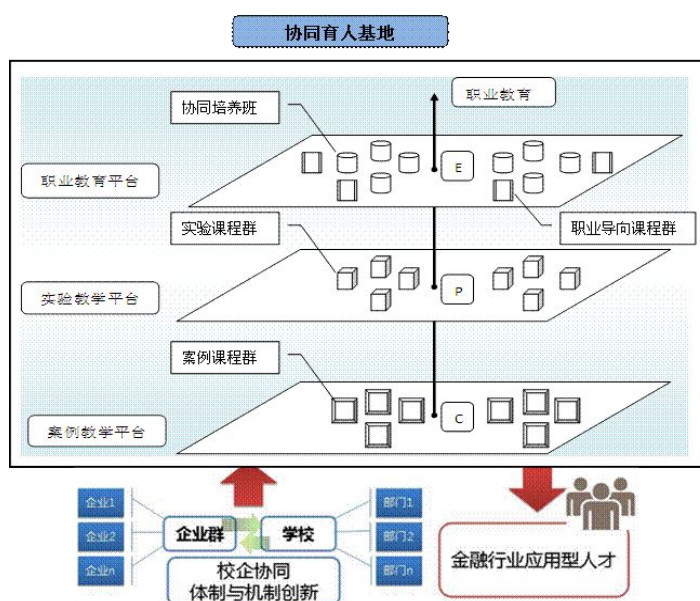 协同育人基地
职业教育
协同培养班
职业教育平台
E
实验课程群
职业导向课程群
实验教学平台
P
案例课程群
案例教学平台
C
企业1
企业2
企业n
企业群
学校
部门1
部门2
部门n
校企协同
体制与机制创新
金融行业应用型人才